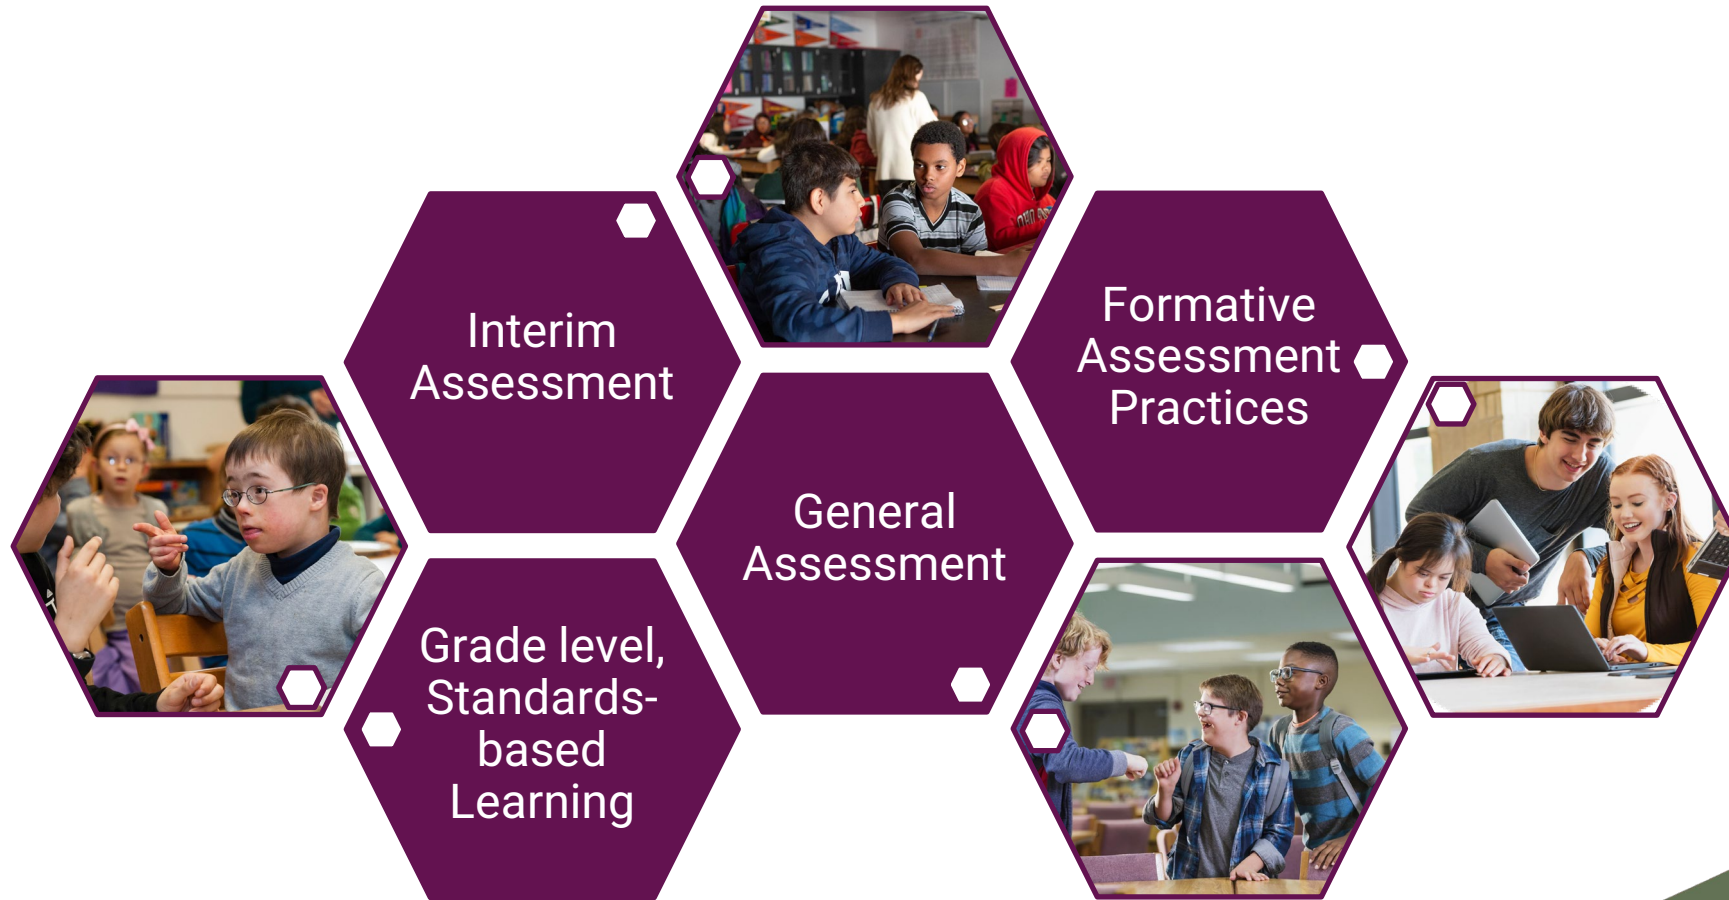 Interim
Assessment
Formative
Assessment
Practices
General
Assessment
Grade level,
Standards-
based
Learning